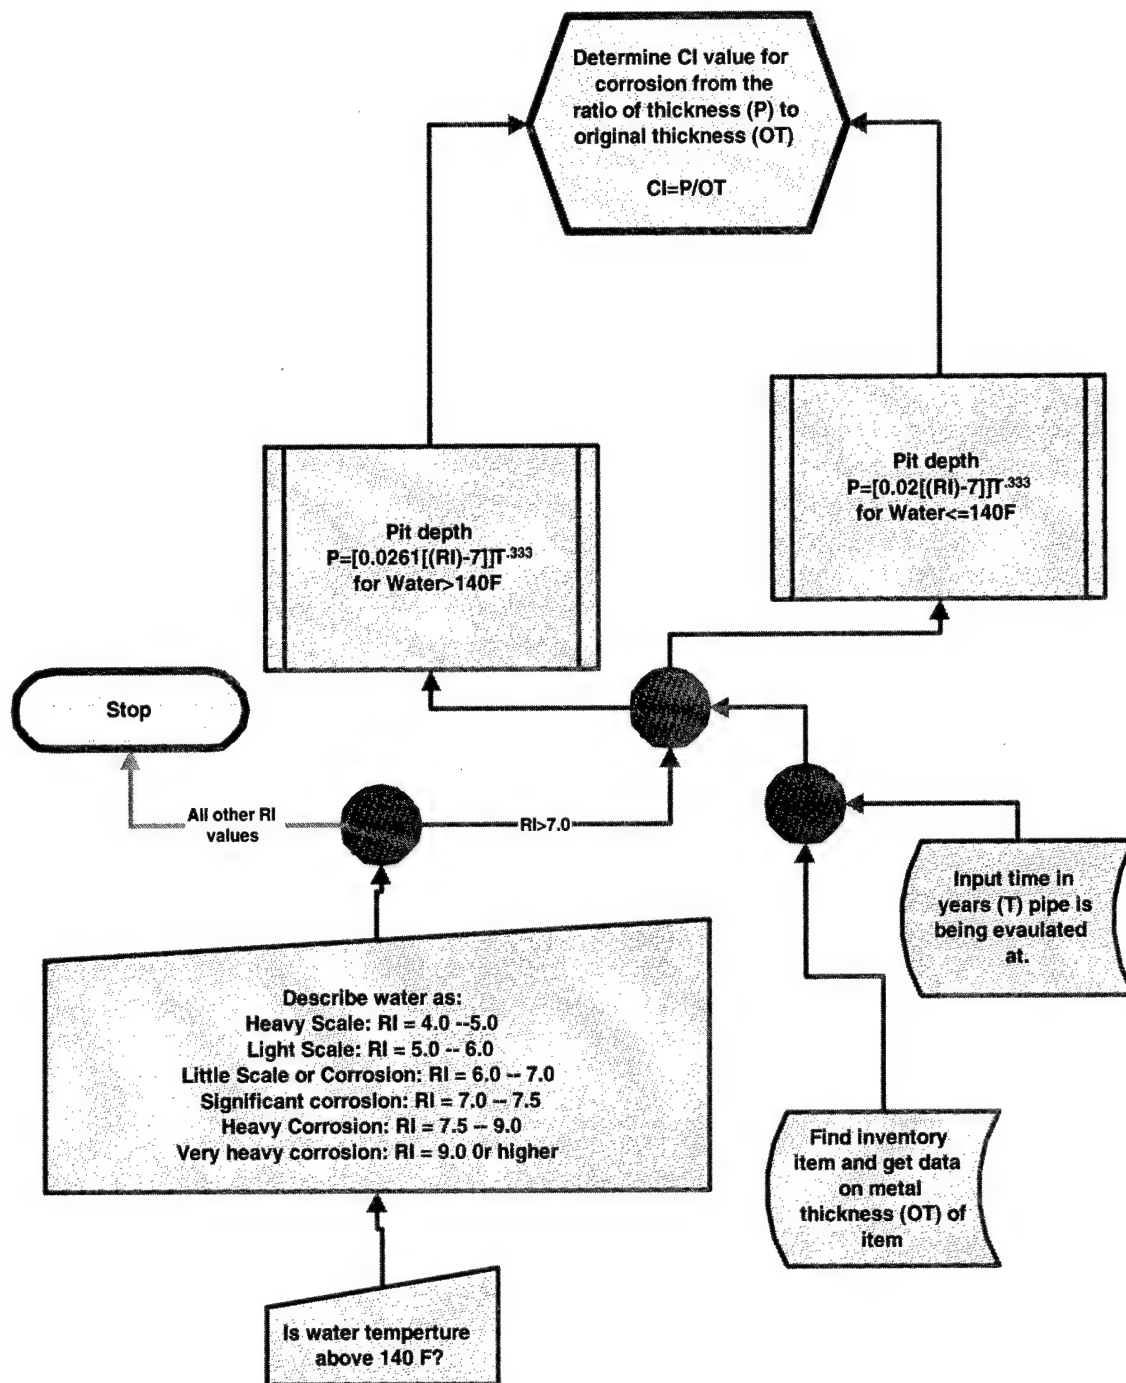 Determine CI value for
corrosion from the
ratio of thickness (P) to
original thickness (OT)
CI=P/OT
Pit depth
P=[0.02[(RI)-7]]T.333
for Water<=140F
Pit depth
P=[0.0261[(RI)-7]]T.333
for Water>140F
Stop
All other RI
values
RI>7.0
Input time in
years (T) pipe is
being evaulated
at.
Describe water as:
Heavy Scale: RI = 4.0 --5.0
Light Scale: RI = 5.0 -- 6.0
Little Scale or Corrosion: RI = 6.0 -- 7.0
Significant corrosion: RI = 7.0 -- 7.5
Heavy Corrosion: RI = 7.5 -- 9.0
Very heavy corrosion: RI = 9.0 0r higher
Find inventory
item and get data
on metal
thickness (OT) of
item
Is water temperture
above 140 F?